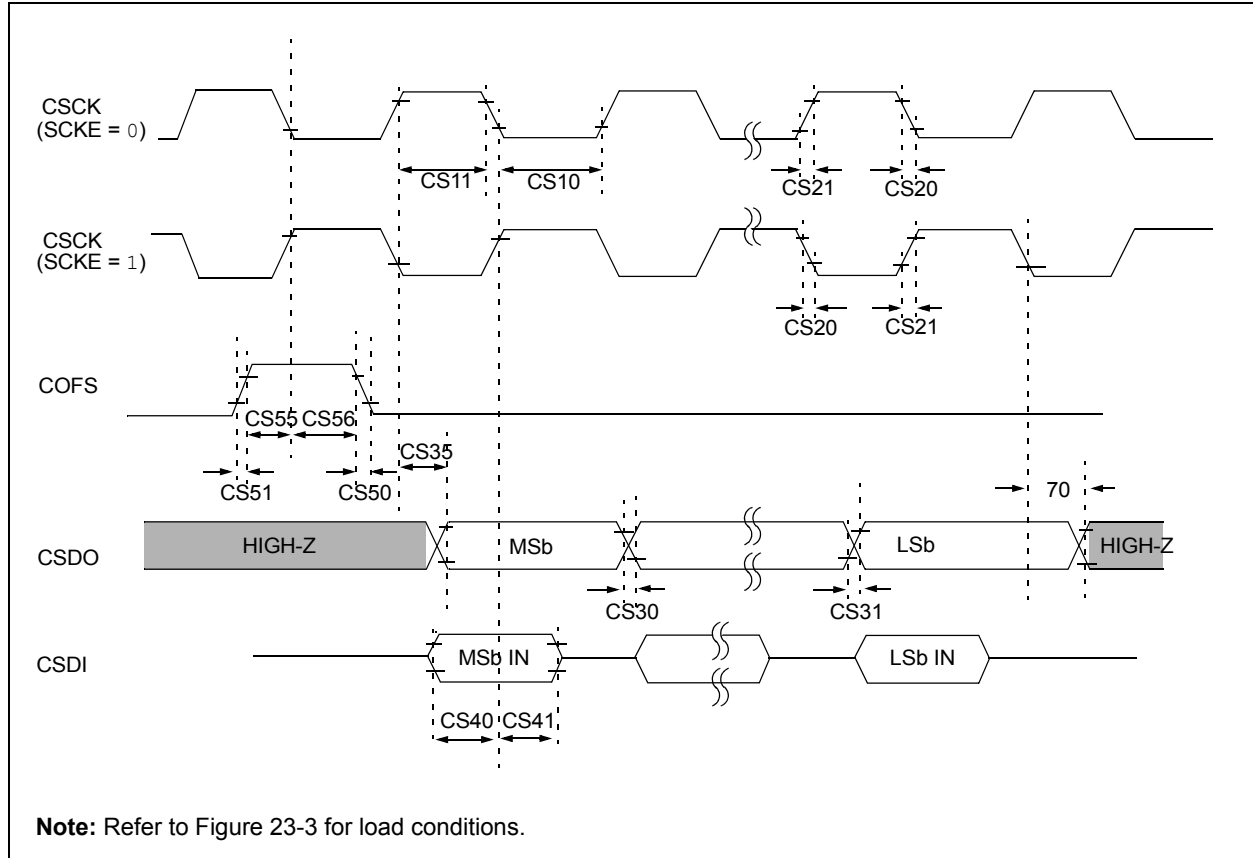 CSCK
(SCKE = 0)
CS11
CS10
CS21
CS20
CSCK
(SCKE = 1)
CS20
CS21
COFS
CS55
CS56
CS35
CS51
CS50
70
CSDO
HIGH-Z
MSb
LSb
HIGH-Z
CS30
CS31
CSDI
MSb IN
LSb IN
CS40
CS41
Note: Refer to Figure 23-3 for load conditions.